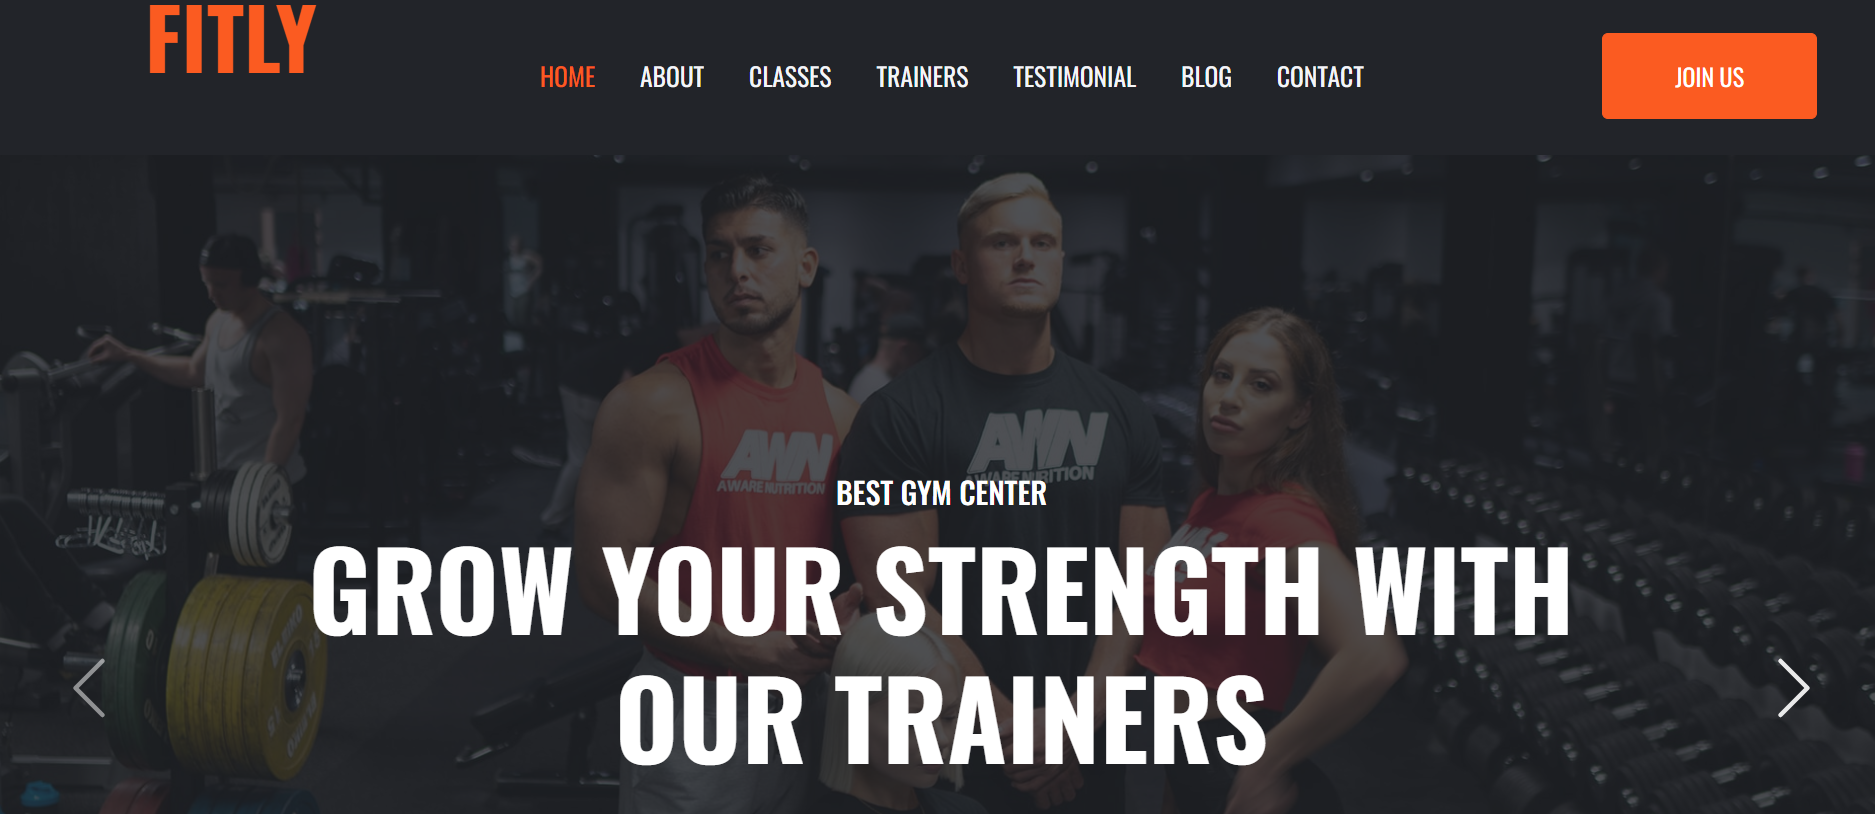 FITLY
HOME ABOUT CLASSES TRAINERS TESTIMONIAL BLOG CONTACT
JOIN US
AWN
AWARE NUTRITION
AWN
AWARE NUTRITION
BEST GYM CENTER
GROW YOUR STRENGTH WITH
OUR TRAINERS